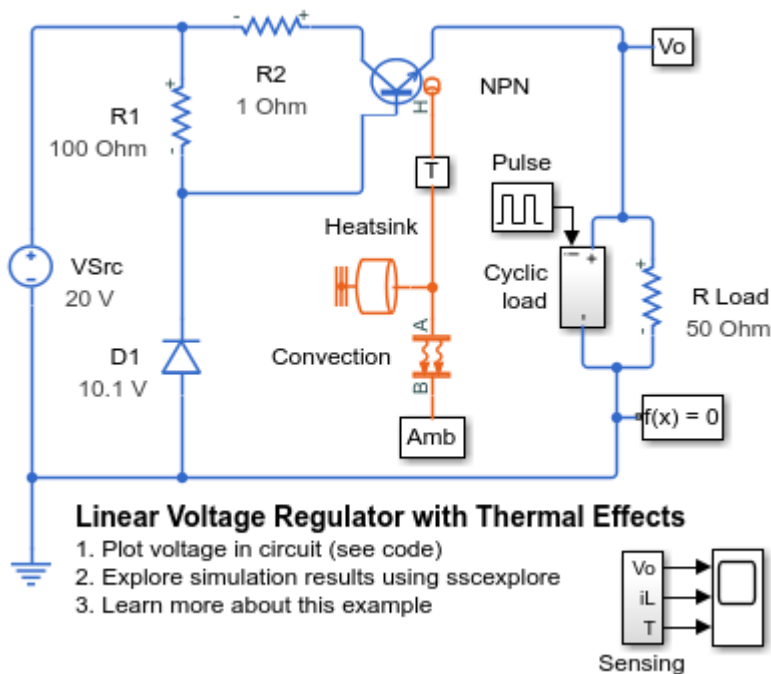 R2
1 Ohm
NPN
H
Vo
R1
100 Ohm
T
Pulse
Heatsink
VSrc
20 V
Cyclic
load
R Load
50 Ohm
D1
10.1 V
Convection
A
B
Amb
f(x) = 0
Linear Voltage Regulator with Thermal Effects
1. Plot voltage in circuit (see code)
2. Explore simulation results using sscexplore
3. Learn more about this example
Vo
iL
T
Sensing